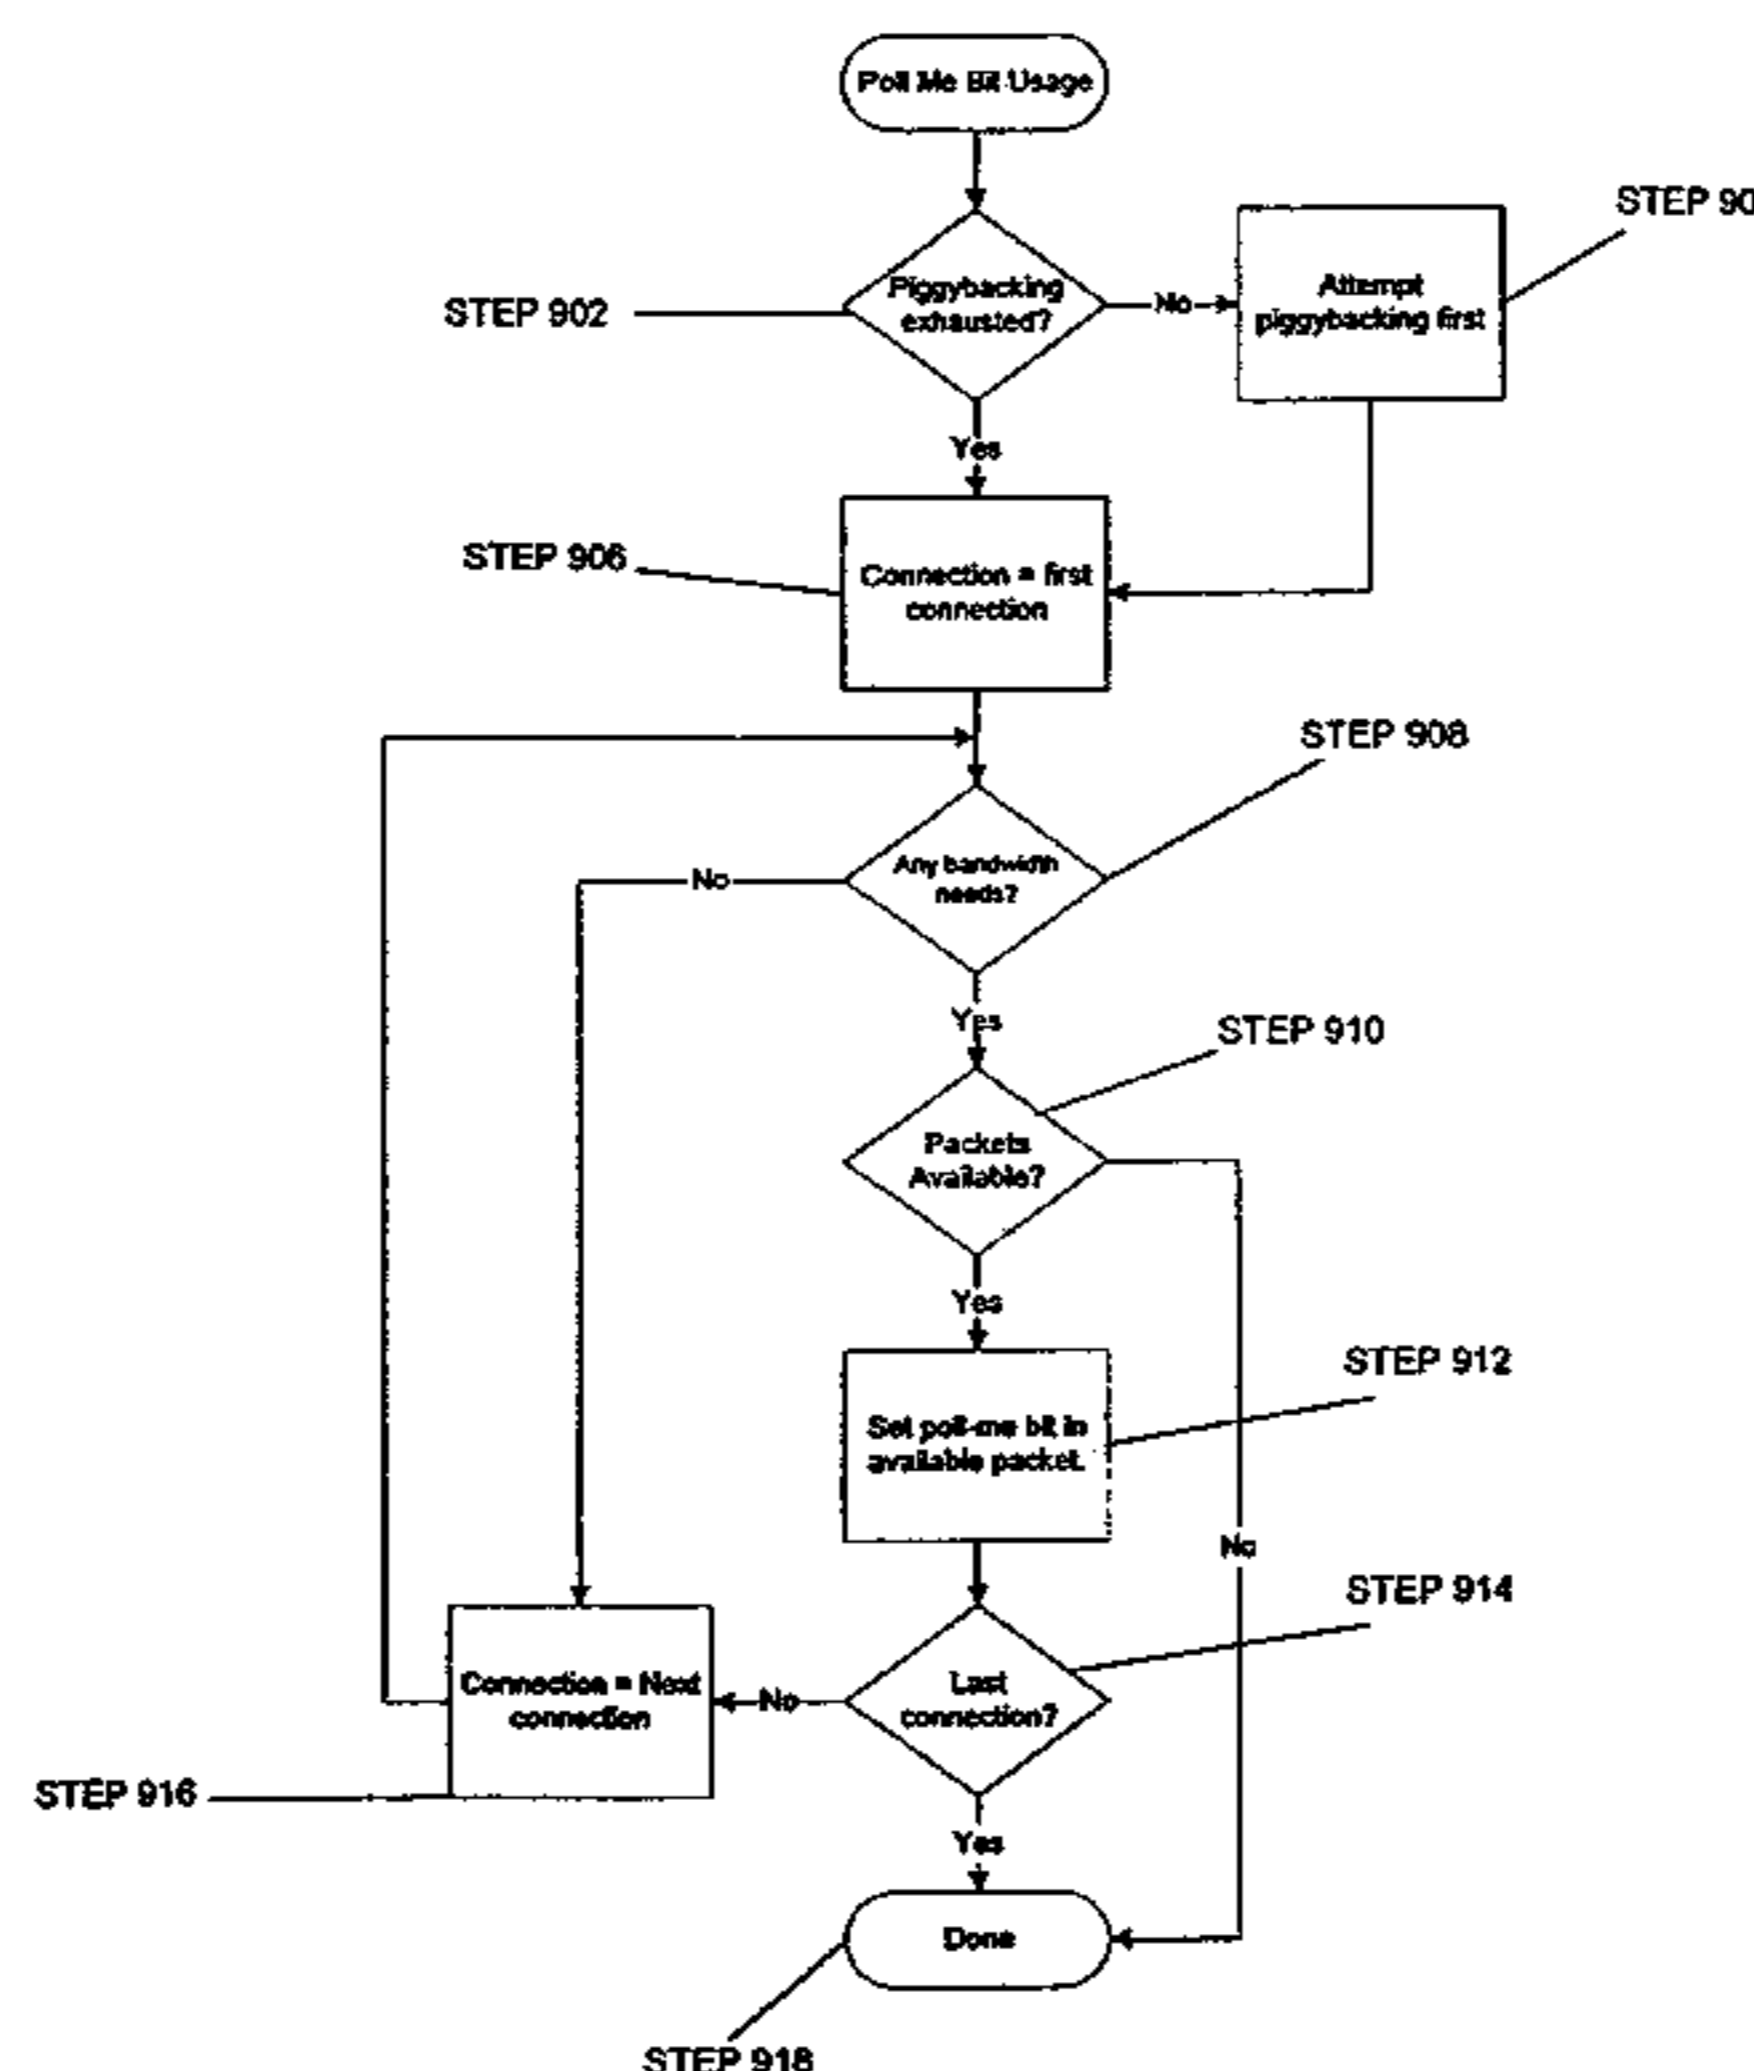 Poll Me Bit Usage
STEP 90
Piggybacking
exhausted?
STEP 902
No
Attempt
piggybacking first
Yes
STEP 906
Connection = first
connection
STEP 908
Any bandwidth
needs?
No
Yes
STEP 910
Packets
Available?
Yes
STEP 912
Set poll-me bit in
available packet.
No
STEP 914
Last
connection?
No
Connection = Next
connection
STEP 916
Yes
Done
STEP 918